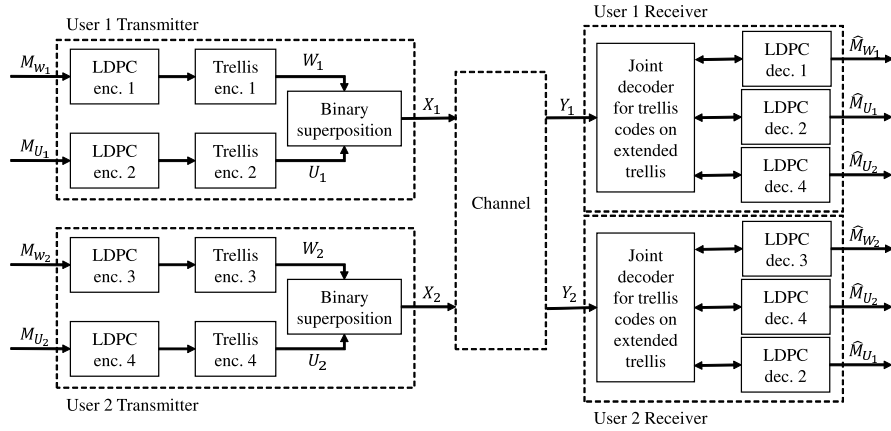 User 1 Transmitter
M_{W_1}
LDPC
enc. 1
Trellis
enc. 1
W_1
M_{U_1}
LDPC
enc. 2
Trellis
enc. 2
U_1
Binary
superposition
X_1
User 2 Transmitter
M_{W_2}
LDPC
enc. 3
Trellis
enc. 3
W_2
M_{U_2}
LDPC
enc. 4
Trellis
enc. 4
U_2
Binary
superposition
X_2
Channel
User 1 Receiver
Y_1
Joint
decoder
for trellis
codes on
extended
trellis
LDPC
dec. 1
\hat{M}_{W_1}
LDPC
dec. 2
\hat{M}_{U_1}
LDPC
dec. 4
\hat{M}_{U_2}
User 2 Receiver
Y_2
Joint
decoder
for trellis
codes on
extended
trellis
LDPC
dec. 3
\hat{M}_{W_2}
LDPC
dec. 4
\hat{M}_{U_2}
LDPC
dec. 2
\hat{M}_{U_1}